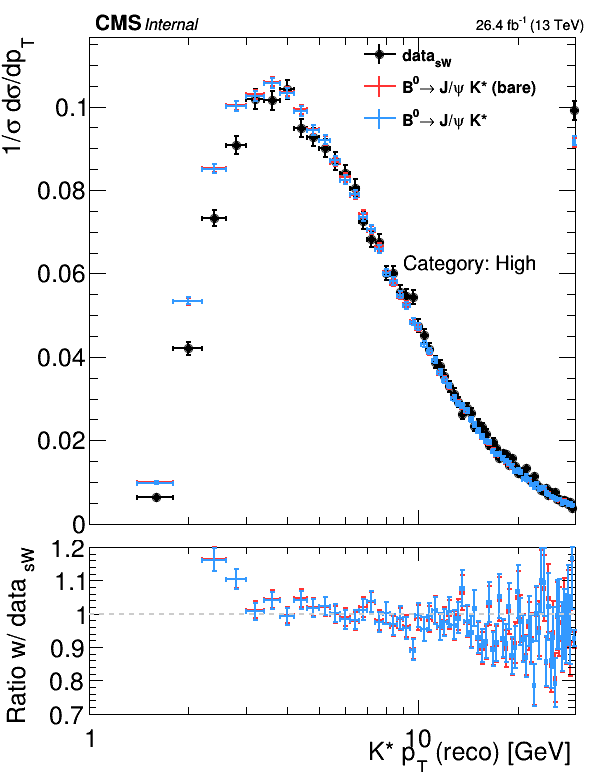 CMS Internal 26.4 fb⁻¹ (13 TeV)
1/σ dσ/dp_T
data_sW
B⁰→ J/ψ K* (bare)
B⁰→ J/ψ K*
Category: High
0.1
0.08
0.06
0.04
0.02
0
Ratio w/ data sW
1.2
1.1
1
0.9
0.8
0.7
1 10
K* p_T (reco) [GeV]